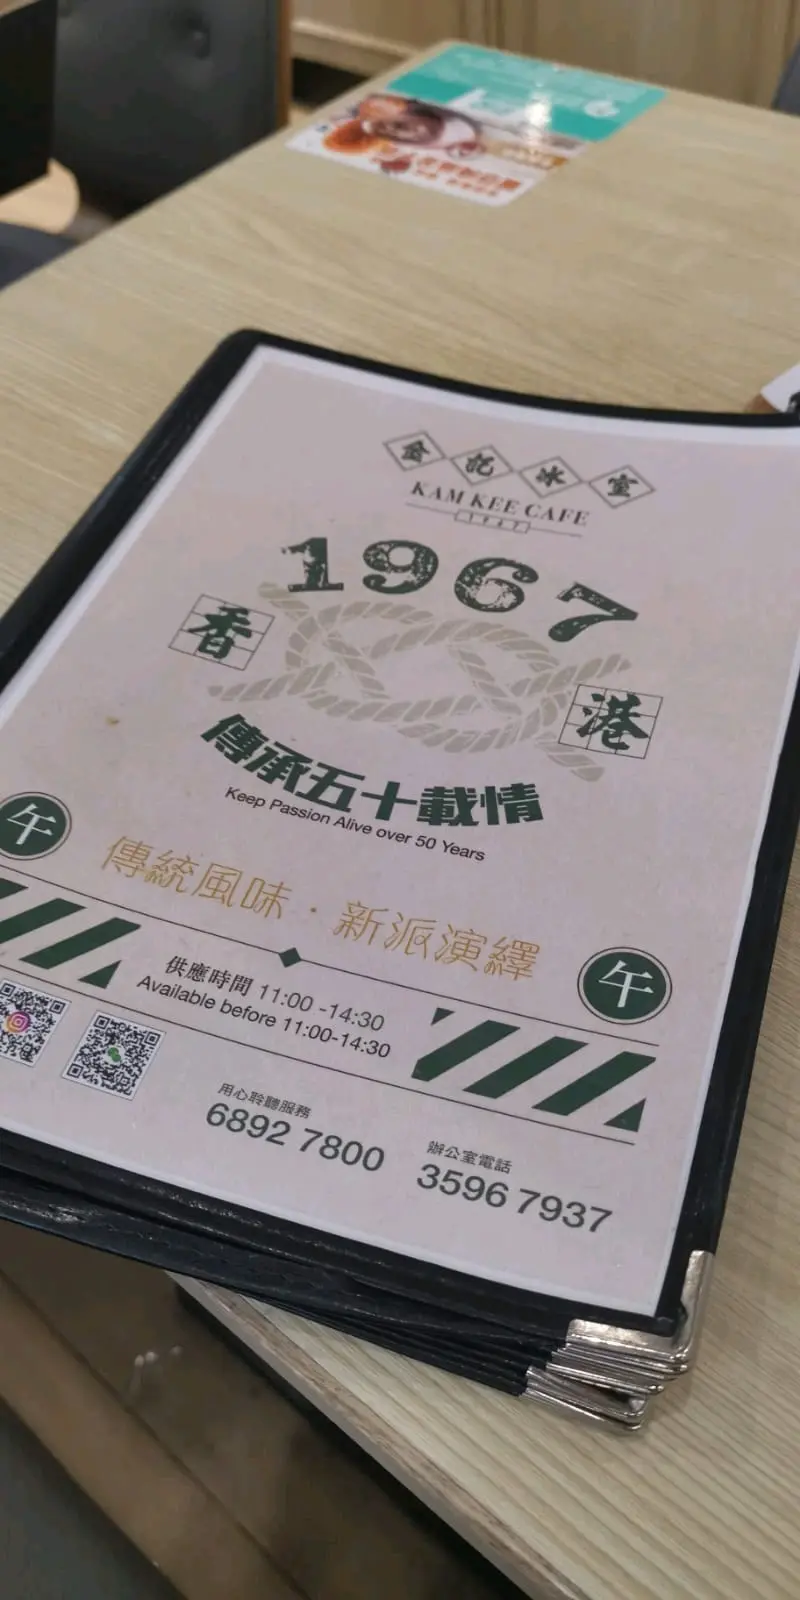 金記冰室
KAM KEE CAFE
1967
1967
香
港
傳承五十載情
Keep Passion Alive over 50 Years
午
傳統風味·新派演繹
午
供應時間 11:00 -14:30
Available before 11:00-14:30
用心聆聽服務
6892 7800
辦公室電話
3596 7937